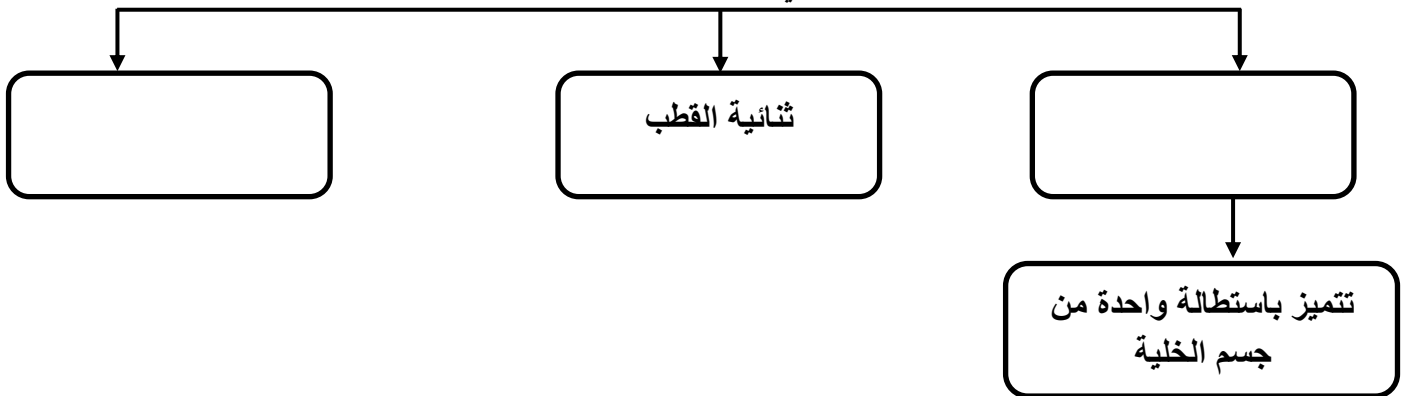 ثنائية القطب
تتميز باستطالة واحدة من
جسم الخلية